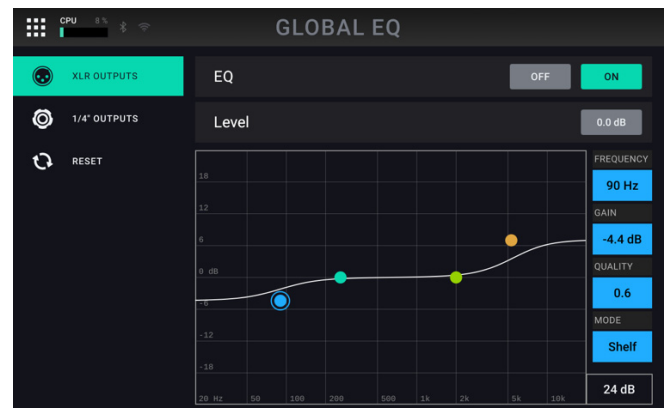 CPU 8 %
GLOBAL EQ
XLR OUTPUTS
1/4" OUTPUTS
RESET
EQ
OFF
ON
Level
0.0 dB
18
12
6
0 dB
-6
-12
-18
20 Hz 50 100 200 500 1k 2k 5k 10k
FREQUENCY
90 Hz
GAIN
-4.4 dB
QUALITY
0.6
MODE
Shelf
24 dB